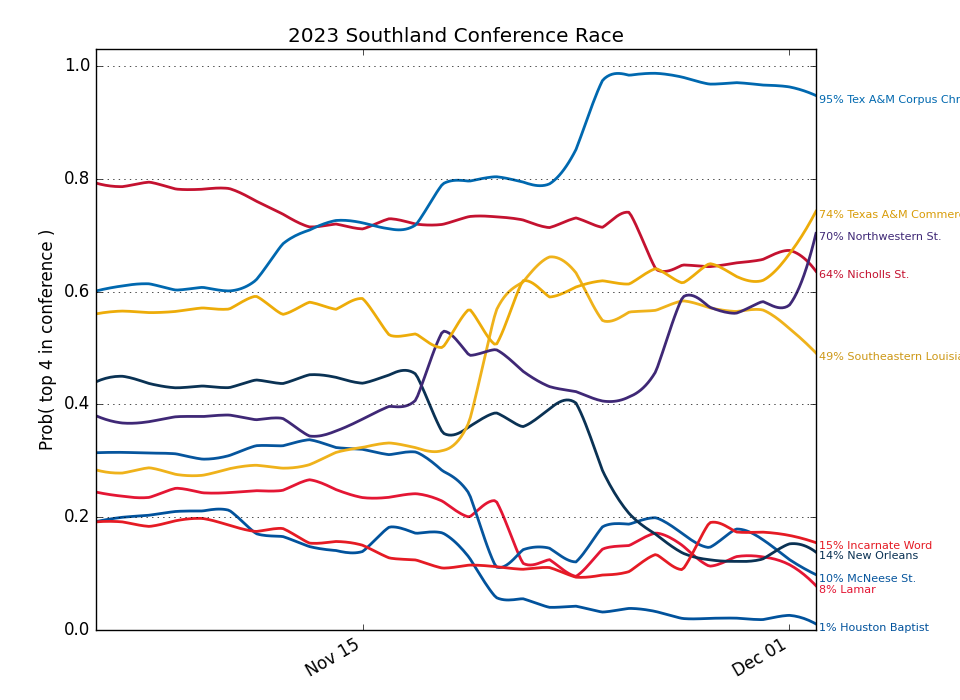 2023 Southland Conference Race
Prob( top 4 in conference )
1.0
0.8
0.6
0.4
0.2
0.0
Nov 15
Dec 01
95% Tex A&M Corpus Chr
74% Texas A&M Commer
70% Northwestern St.
64% Nicholls St.
49% Southeastern Louisia
15% Incarnate Word
14% New Orleans
10% McNeese St.
8% Lamar
1% Houston Baptist